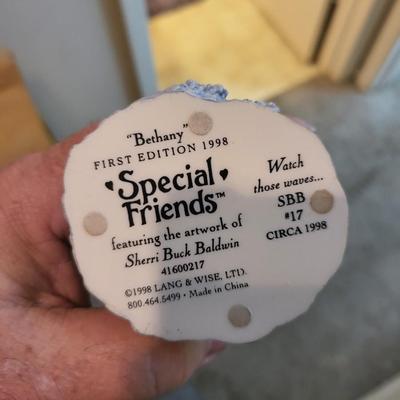 "Bethany"
FIRST EDITION 1998
Special
Friends™
featuring the artwork of
Sherri Buck Baldwin
41600217
©1998 LANG & WISE, LTD.
800.464.5499 • Made in China
Watch
those waves...
SBB
#17
CIRCA 1998